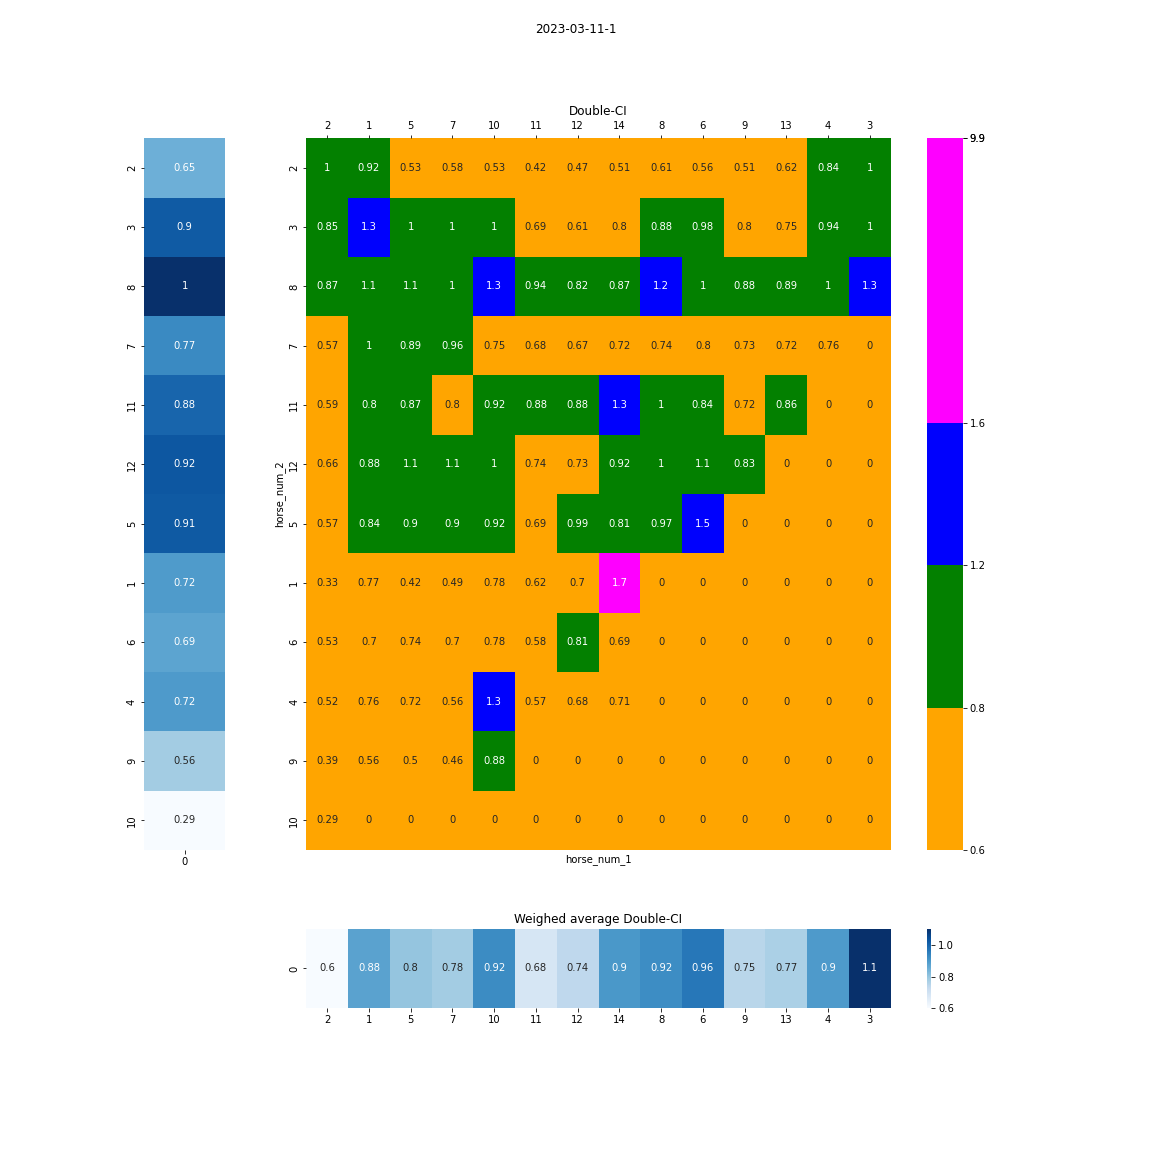 2023-03-11-1
Double-CI
2 1 5 7 10 11 12 14 8 6 9 13 4 3
2 0.65 2 1 0.92 0.53 0.58 0.53 0.42 0.47 0.51 0.61 0.56 0.51 0.62 0.84 1 9.9
3 0.9 3 0.85 1.3 1 1 1 0.69 0.61 0.8 0.88 0.98 0.8 0.75 0.94 1
8 1 8 0.87 1.1 1.1 1 1.3 0.94 0.82 0.87 1.2 1 0.88 0.89 1 1.3
7 0.77 7 0.57 1 0.89 0.96 0.75 0.68 0.67 0.72 0.74 0.8 0.73 0.72 0.76 0
11 0.88 11 0.59 0.8 0.87 0.8 0.92 0.88 0.88 1.3 1 0.84 0.72 0.86 0 0 1.6
12 0.92 12 0.66 0.88 1.1 1.1 1 0.74 0.73 0.92 1 1.1 0.83 0 0 0
horse_num_2
5 0.91 5 0.57 0.84 0.9 0.9 0.92 0.69 0.99 0.81 0.97 1.5 0 0 0 0
1.2
1 0.72 1 0.33 0.77 0.42 0.49 0.78 0.62 0.7 1.7 0 0 0 0 0 0
6 0.69 6 0.53 0.7 0.74 0.7 0.78 0.58 0.81 0.69 0 0 0 0 0 0
4 0.72 4 0.52 0.76 0.72 0.56 1.3 0.57 0.68 0.71 0 0 0 0 0 0 0.8
9 0.56 9 0.39 0.56 0.5 0.46 0.88 0 0 0 0 0 0 0 0 0
10 0.29 10 0.29 0 0 0 0 0 0 0 0 0 0 0 0 0
0.6
0 horse_num_1
Weighed average Double-CI
0 0.6 0.88 0.8 0.78 0.92 0.68 0.74 0.9 0.92 0.96 0.75 0.77 0.9 1.1
1.0
0.8
0.6
2 1 5 7 10 11 12 14 8 6 9 13 4 3